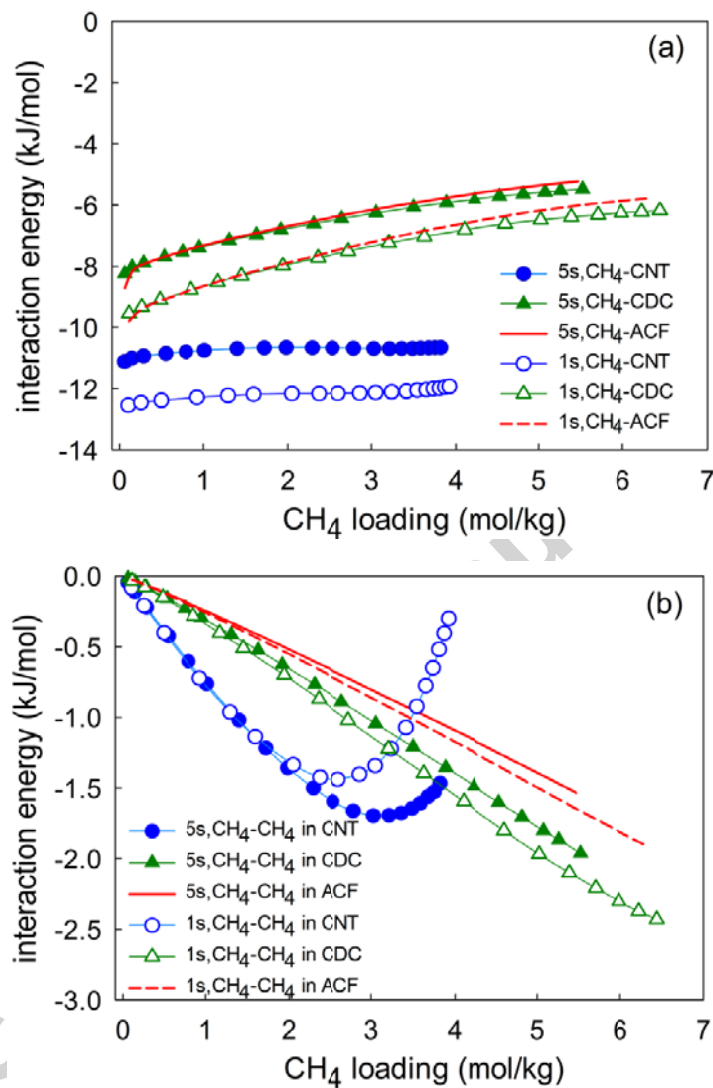 (a)
interaction energy (kJ/mol)
0
-2
-4
-6
-8
-10
-12
-14
5s,CH4-CNT
5s,CH4-CDC
5s,CH4-ACF
1s,CH4-CNT
1s,CH4-CDC
1s,CH4-ACF
0 1 2 3 4 5 6 7
CH4 loading (mol/kg)
(b)
interaction energy (kJ/mol)
0.0
-0.5
-1.0
-1.5
-2.0
-2.5
-3.0
5s,CH4-CH4 in CNT
5s,CH4-CH4 in CDC
5s,CH4-CH4 in ACF
1s,CH4-CH4 in CNT
1s,CH4-CH4 in CDC
1s,CH4-CH4 in ACF
0 1 2 3 4 5 6 7
CH4 loading (mol/kg)